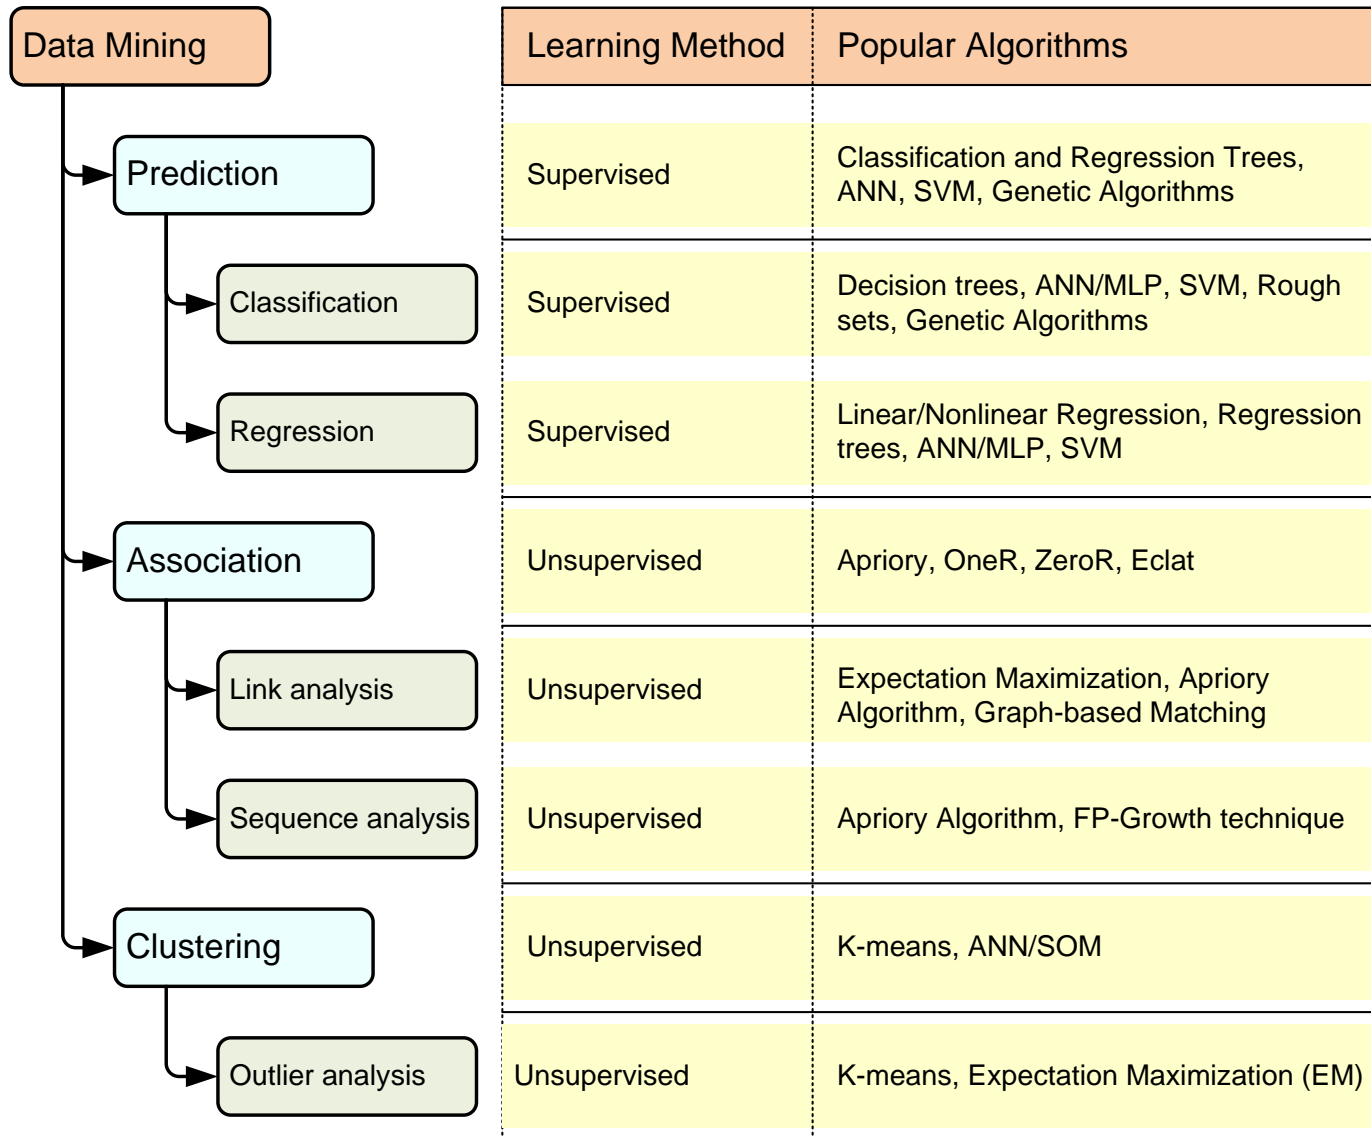 Data Mining
Learning Method
Popular Algorithms
Prediction
Supervised
Classification and Regression Trees,
ANN, SVM, Genetic Algorithms
Classification
Supervised
Decision trees, ANN/MLP, SVM, Rough
sets, Genetic Algorithms
Regression
Supervised
Linear/Nonlinear Regression, Regression
trees, ANN/MLP, SVM
Association
Unsupervised
Apriory, OneR, ZeroR, Eclat
Link analysis
Unsupervised
Expectation Maximization, Apriory
Algorithm, Graph-based Matching
Sequence analysis
Unsupervised
Apriory Algorithm, FP-Growth technique
Clustering
Unsupervised
K-means, ANN/SOM
Outlier analysis
Unsupervised
K-means, Expectation Maximization (EM)